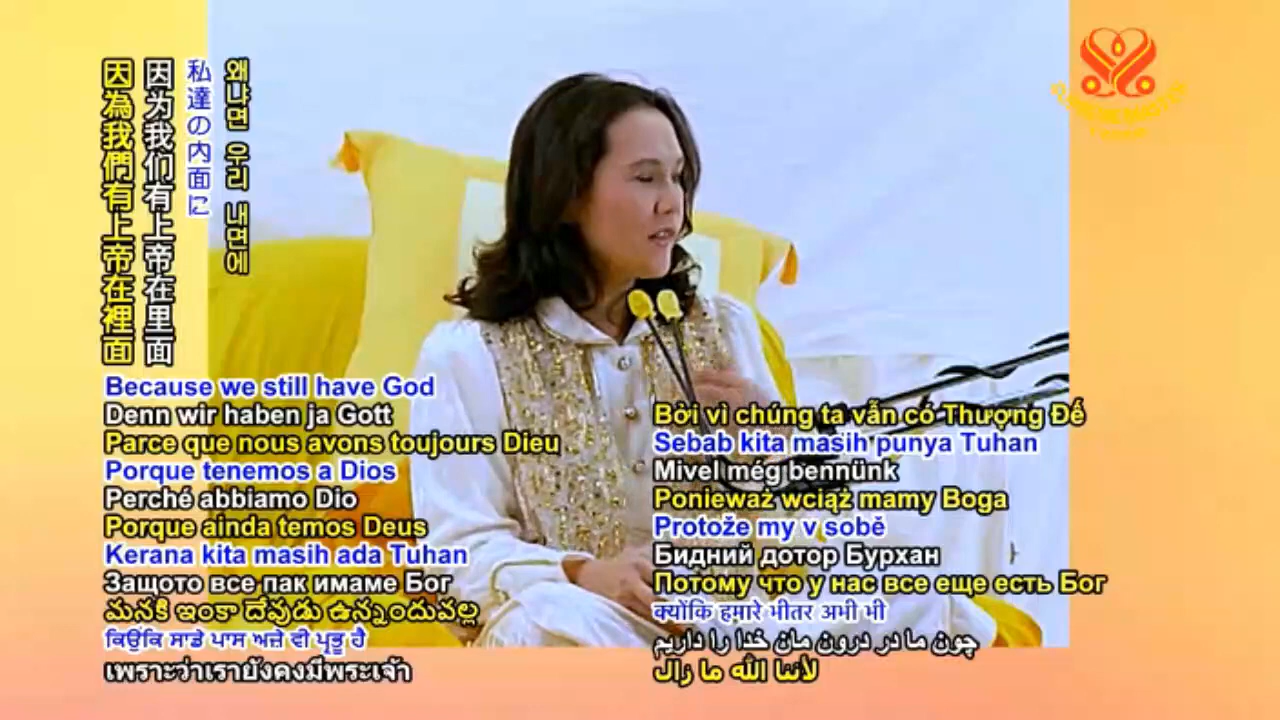 因為我們有上帝在裡面
因为我们有上帝在里面
私達の内面に
왜냐면 우리 내면에
Because we still have God
Denn wir haben ja Gott
Parce que nous avons toujours Dieu
Porque tenemos a Dios
Perché abbiamo Dio
Porque ainda temos Deus
Kerana kita masih ada Tuhan
Защото все пак имаме Бог
మనకి ఇంకా దేవుడు ఉన్నందువల్ల
ਕਿਉਂਕਿ ਸਾਡੇ ਪਾਸ ਅਜੇ ਵੀ ਪ੍ਰਭੂ ਹੈ
เพราะว่าเรายังคงมีพระเจ้า
Bởi vì chúng ta vẫn có Thượng Đế
Sebab kita masih punya Tuhan
Mivel még bennünk
Ponieważ wciąż mamy Boga
Protože my v sobě
Бидний дотор Бурхан
Потому что у нас все еще есть Бог
क्योंकि हमारे भीतर अभी भी
چون ما در درون مان خدا را داریم
لأننا الله ما زال